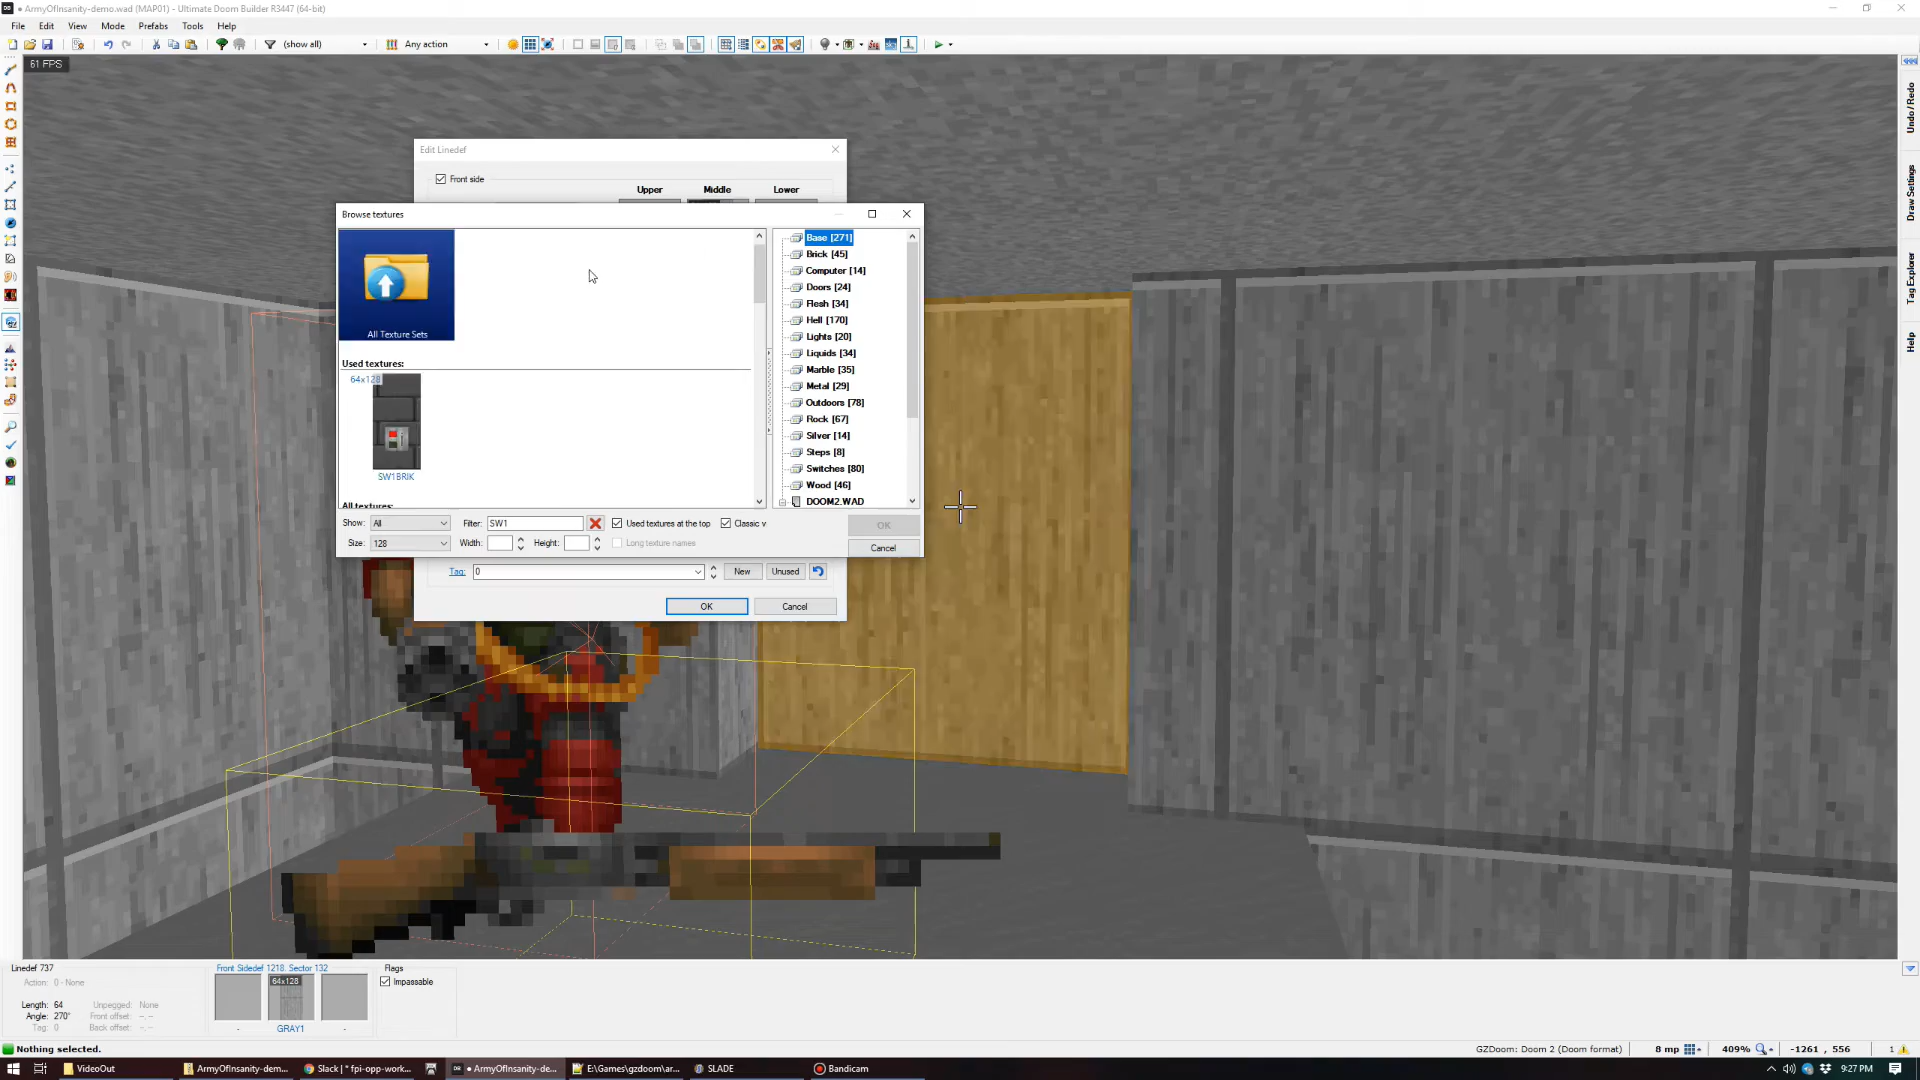 ArmyOfInsanity-demo.wad (MAP01) - Ultimate Doom Builder R3447 (64-bit)
File Edit View Mode Prefabs Tools Help
(show all) Any action
61 FPS
Edit Linedef
Front side
Upper Middle Lower
Browse textures
All Texture Sets
Used textures:
64x128
SW1BRIK
All textures:
Base [271]
Brick [45]
Computer [14]
Doors [24]
Flesh [34]
Hell [170]
Lights [20]
Liquids [34]
Marble [35]
Metal [29]
Outdoors [78]
Rock [67]
Silver [14]
Steps [8]
Switches [80]
Wood [46]
DOOM2.WAD
Show: All Filter: SW1 Used textures at the top Classic v OK
Size: 128 Width: Height: Long texture names Cancel
Tag: 0 New Unused
OK Cancel
Undo / Redo
Draw Settings
Tag Explorer
Help
Linedef 737
Action: 0 - None
Length: 64 Unpegged: None
Angle: 270° Front offset: --, --
Tag: 0 Back offset: --, --
Front Sidedef 1218. Sector 132
64x128
- GRAY1 -
Flags
Impassable
Nothing selected.
GZDoom: Doom 2 (Doom format) 8 mp 409% -1261 , 556 1
VideoOut ArmyOfInsanity-dem... Slack | * fpi-opp-work... ArmyOfInsanity-de... E:\Games\gzdoom\ar... SLADE Bandicam 9:27 PM